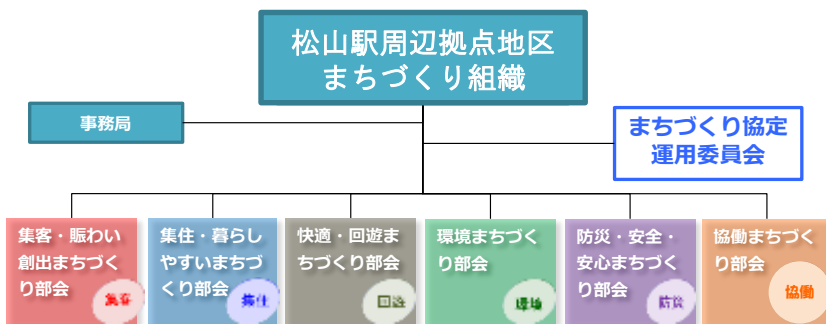 松山駅周辺拠点地区
まちづくり組織
事務局
まちづくり協定
運用委員会
集客・賑わい
創出まちづく
り部会
集客
集住・暮らし
やすいまちづ
くり部会
集住
快適・回遊ま
ちづくり部会
回遊
環境まちづく
り部会
環境
防災・安全・
安心まちづく
り部会
防災
協働まちづく
り部会
協働